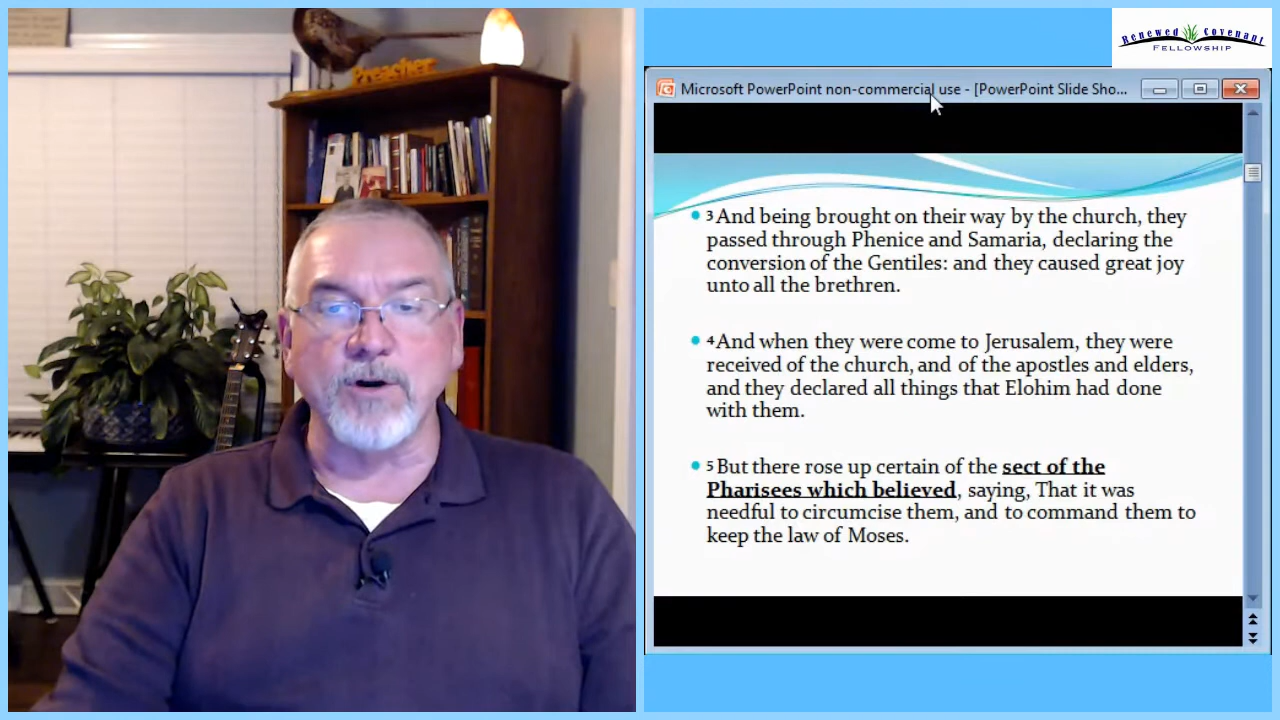 Renewed Covenant
FELLOWSHIP
Preacher
Microsoft PowerPoint non-commercial use - [PowerPoint Slide Sho...
3 And being brought on their way by the church, they
passed through Phenice and Samaria, declaring the
conversion of the Gentiles: and they caused great joy
unto all the brethren.
4 And when they were come to Jerusalem, they were
received of the church, and of the apostles and elders,
and they declared all things that Elohim had done
with them.
5 But there rose up certain of the sect of the
Pharisees which believed, saying, That it was
needful to circumcise them, and to command them to
keep the law of Moses.